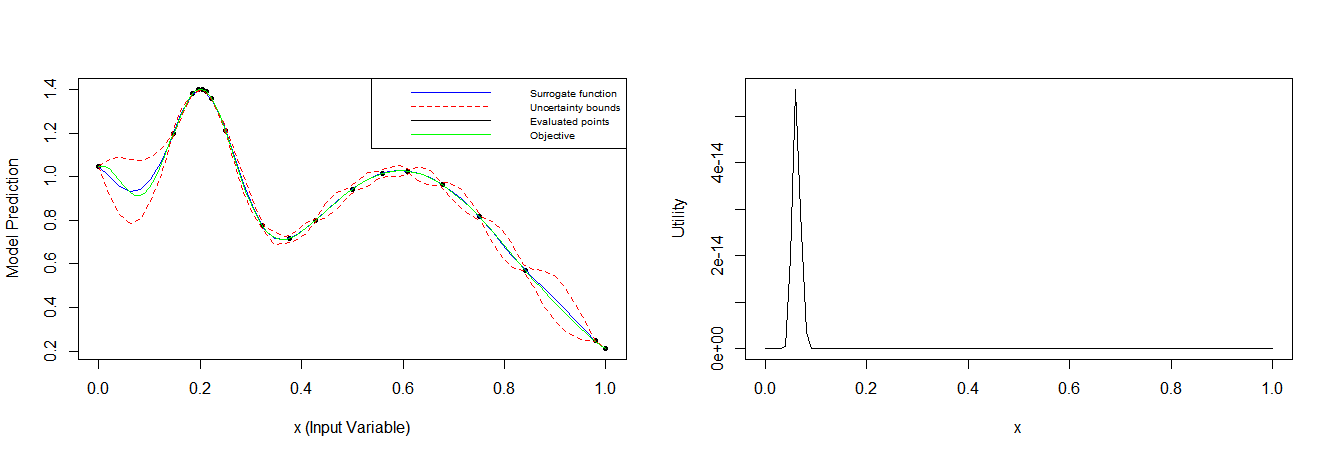 Model Prediction
1.4
1.2
1.0
0.8
0.6
0.4
0.2
Surrogate function
Uncertainty bounds
Evaluated points
Objective
0.0 0.2 0.4 0.6 0.8 1.0
x (Input Variable)
Utility
4e-14
2e-14
0e+00
0.0 0.2 0.4 0.6 0.8 1.0
x